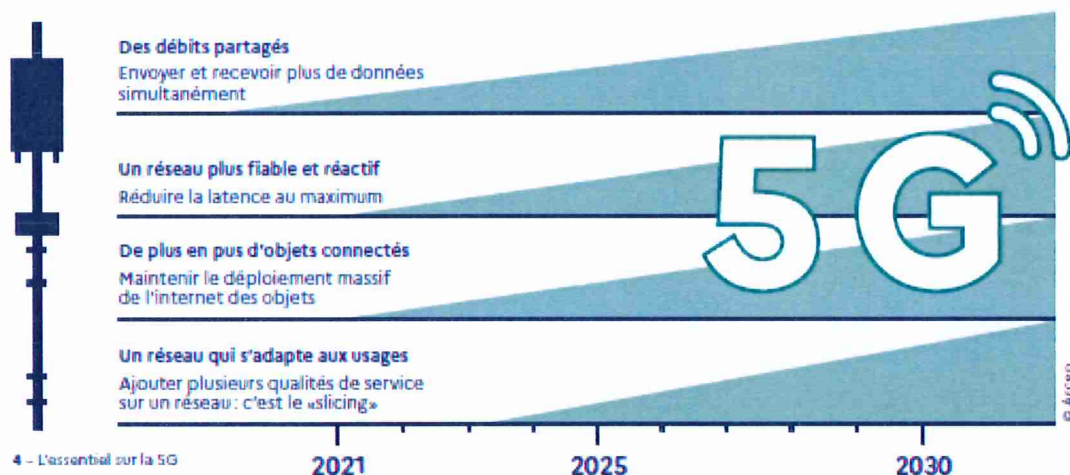 Des débits partagés
Envoyer et recevoir plus de données
simultanément
Un réseau plus fiable et réactif
Réduire la latence au maximum
De plus en pus d'objets connectés
Maintenir le déploiement massif
de l'internet des objets
Un réseau qui s'adapte aux usages
Ajouter plusieurs qualités de service
sur un réseau : c'est le «slicing»
5G
© Arcep
2021
2025
2030
4 – L'essentiel sur la 5G